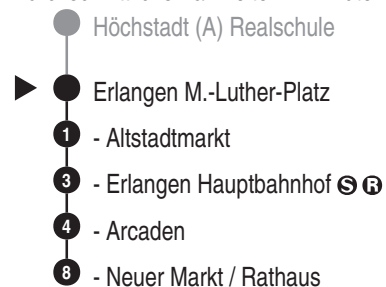 Höchstadt (A) Realschule
Erlangen M.-Luther-Platz
1 - Altstadtmarkt
3 - Erlangen Hauptbahnhof S R
4 - Arcaden
8 - Neuer Markt / Rathaus